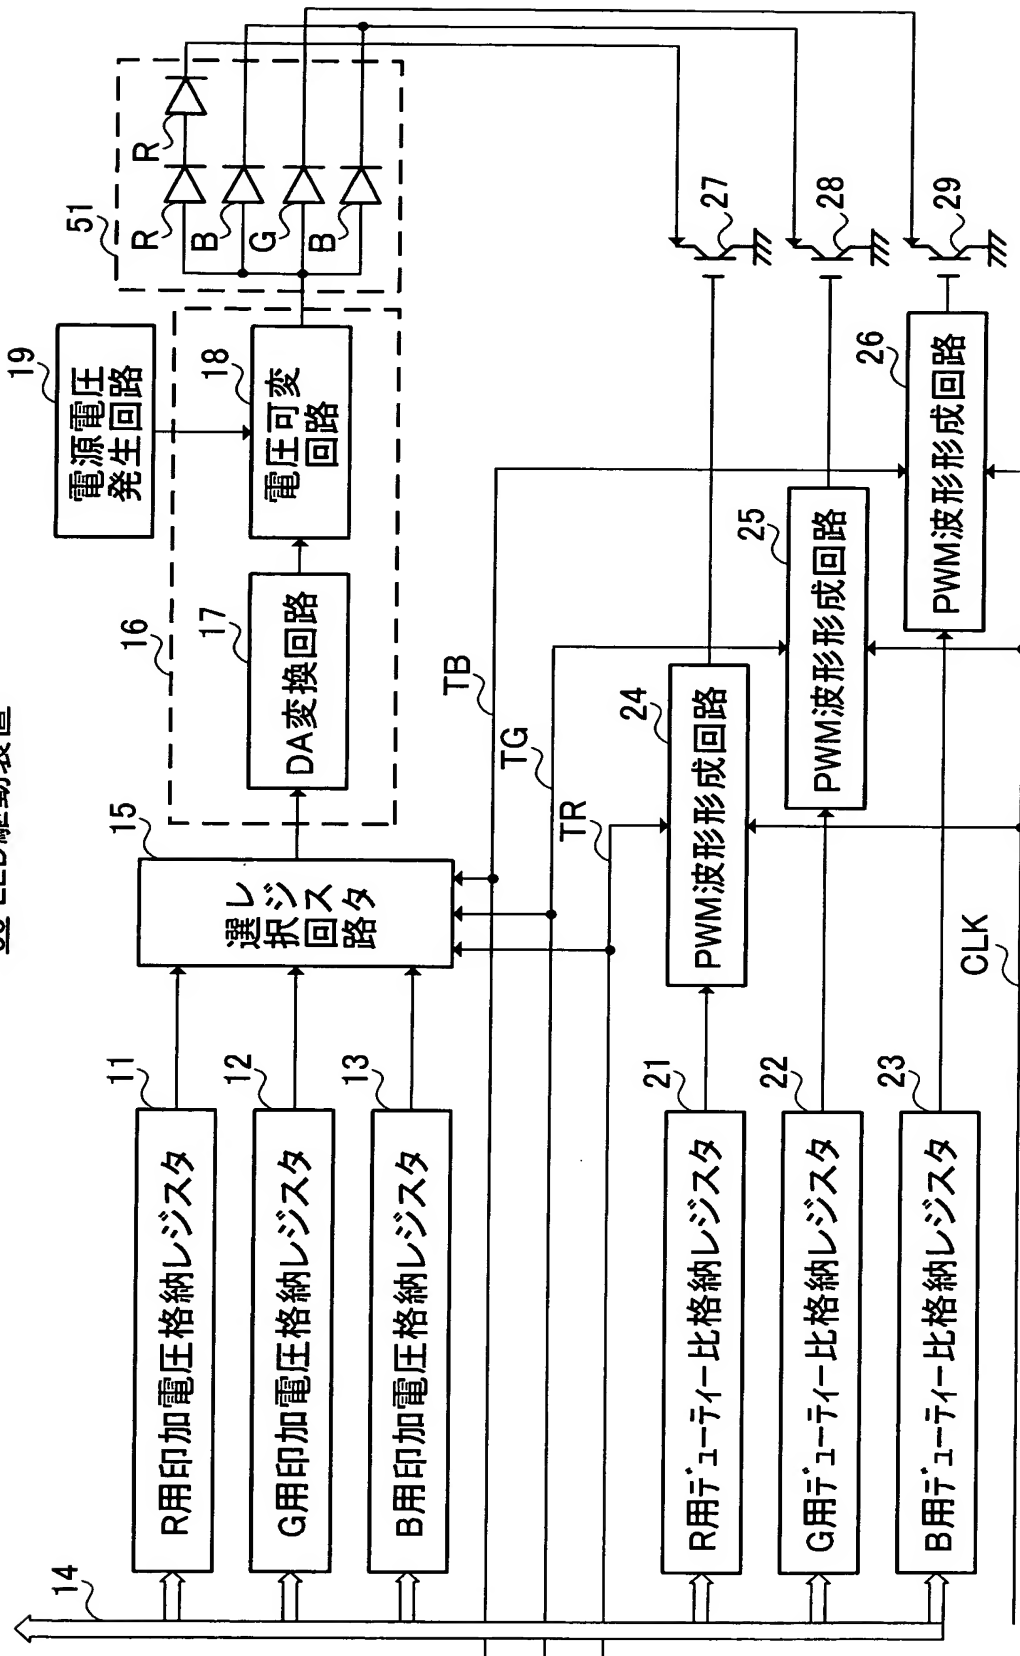 LED駆動装置
14
R用印加電圧格納レジスタ
11
G用印加電圧格納レジスタ
12
B用印加電圧格納レジスタ
13
レジスタ
選択回路
15
16
DA変換回路
17
電圧可変
回路
18
電源電圧
発生回路
19
51
R
R
B
G
B
TB
TG
TR
R用デューティー比格納レジスタ
21
G用デューティー比格納レジスタ
22
B用デューティー比格納レジスタ
23
PWM波形形成回路
24
PWM波形形成回路
25
PWM波形形成回路
26
27
28
29
CLK